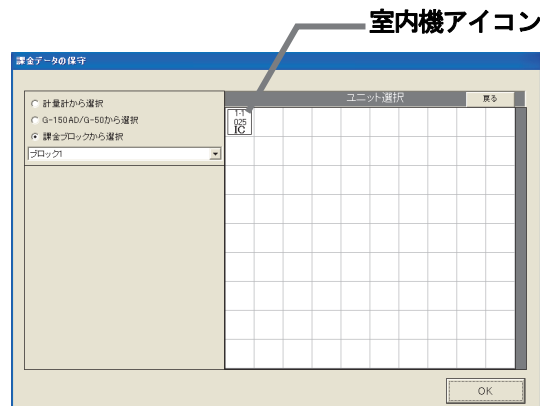 室内機アイコン
課金データの保守
計量計から選択
G-150AD/G-50から選択
課金ブロックから選択
ブロック1
ユニット選択
戻る
1-1
025
IC
OK